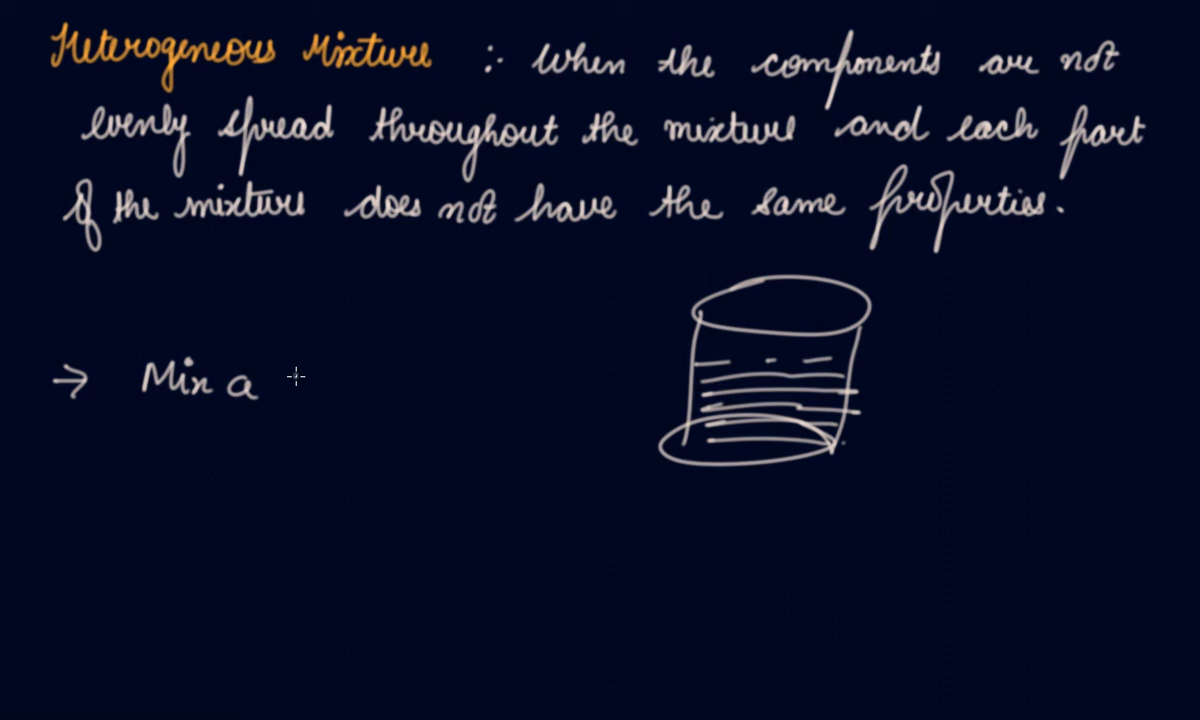 Heterogeneous Mixture :- When the components are not
evenly spread throughout the mixture and each part
of the mixture does not have the same properties.
→ Mix a